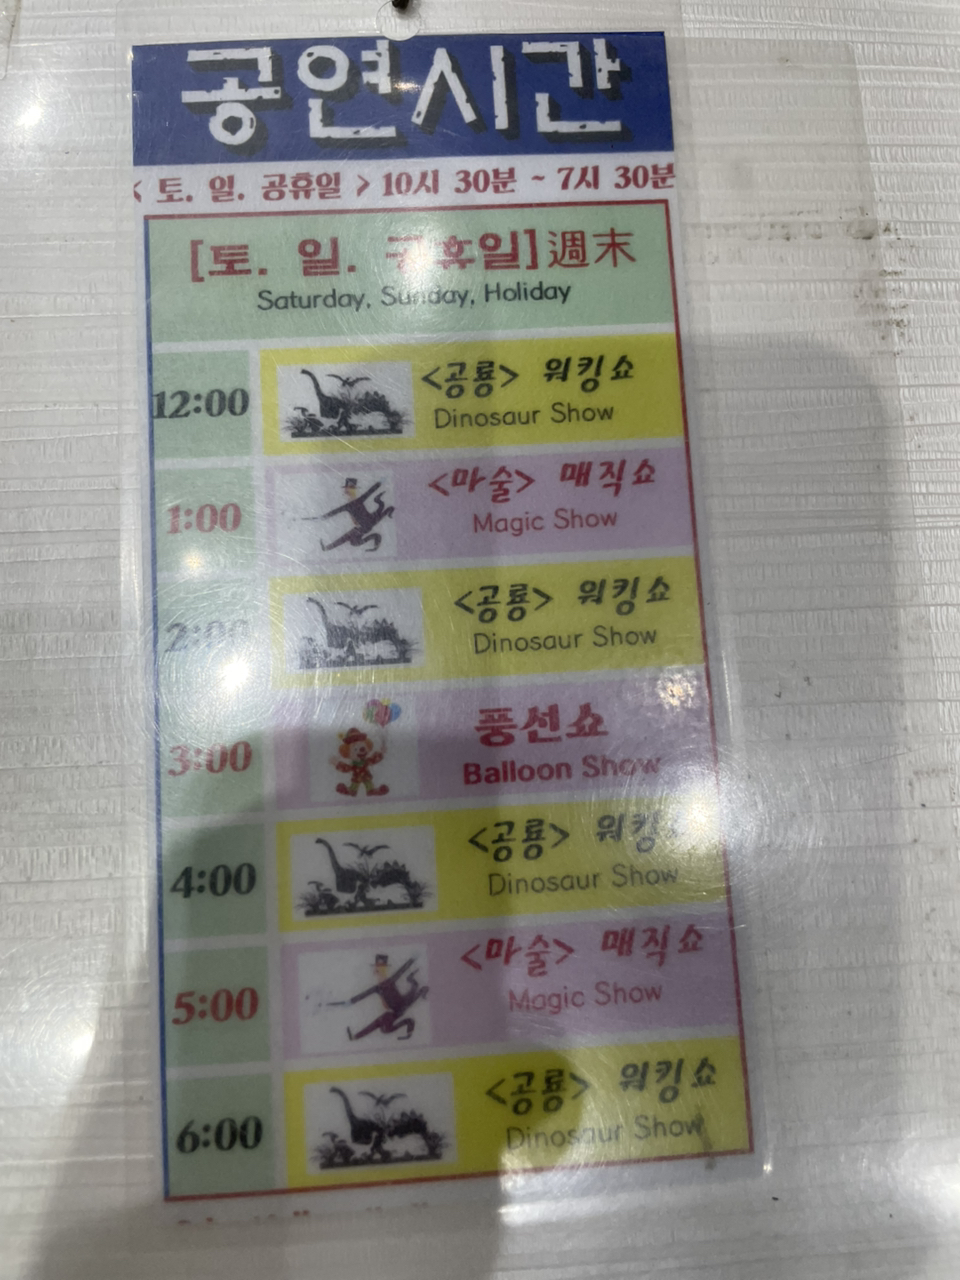 공연시간
< 토. 일. 공휴일 > 10시 30분 ~ 7시 30분
[토. 일. 공휴일]週末
Saturday, Sunday, Holiday
12:00 <공룡> 워킹쇼
Dinosaur Show
1:00 <마술> 매직쇼
Magic Show
2:00 <공룡> 워킹쇼
Dinosaur Show
3:00 풍선쇼
Balloon Show
4:00 <공룡> 워킹쇼
Dinosaur Show
5:00 <마술> 매직쇼
Magic Show
6:00 <공룡> 워킹쇼
Dinosaur Show